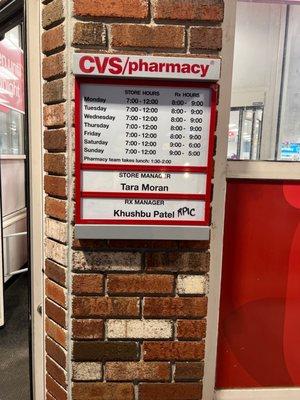 CVS/pharmacy
STORE HOURS Rx HOURS
Monday 7:00 - 12:00 8:00 - 9:00
Tuesday 7:00 - 12:00 8:00 - 9:00
Wednesday 7:00 - 12:00 8:00 - 9:00
Thursday 7:00 - 12:00 8:00 - 9:00
Friday 7:00 - 12:00 8:00 - 9:00
Saturday 7:00 - 12:00 9:00 - 6:00
Sunday 7:00 - 12:00 9:00 - 5:00
Pharmacy team takes lunch: 1:30-2:00
STORE MANAGER
Tara Moran
RX MANAGER
Khushbu Patel RPIC